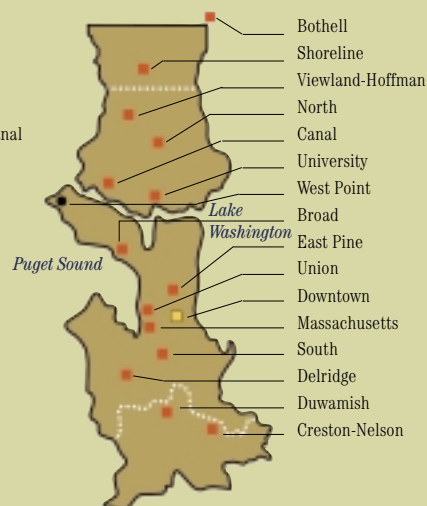 Bothell
Shoreline
Viewland-Hoffman
North
nal
Canal
University
West Point
Lake
Washington
Broad
East Pine
Puget Sound
Union
Downtown
Massachusetts
South
Delridge
Duwamish
Creston-Nelson